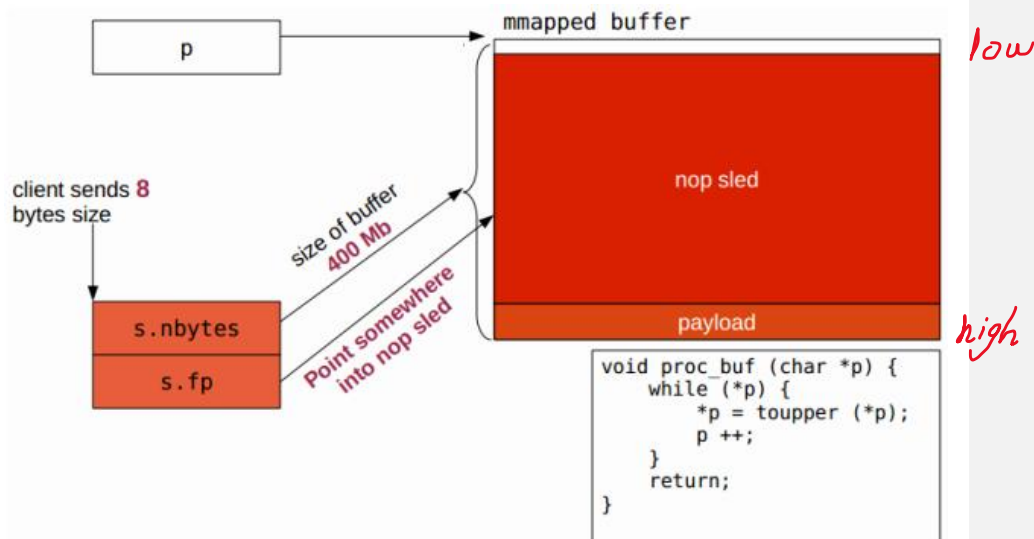 mmapped buffer
low
p
nop sled
client sends 8
bytes size
size of buffer
400 Mb
Point somewhere
into nop sled
s.nbytes
s.fp
payload
high
void proc_buf (char *p) {
    while (*p) {
        *p = toupper (*p);
        p ++;
    }
    return;
}